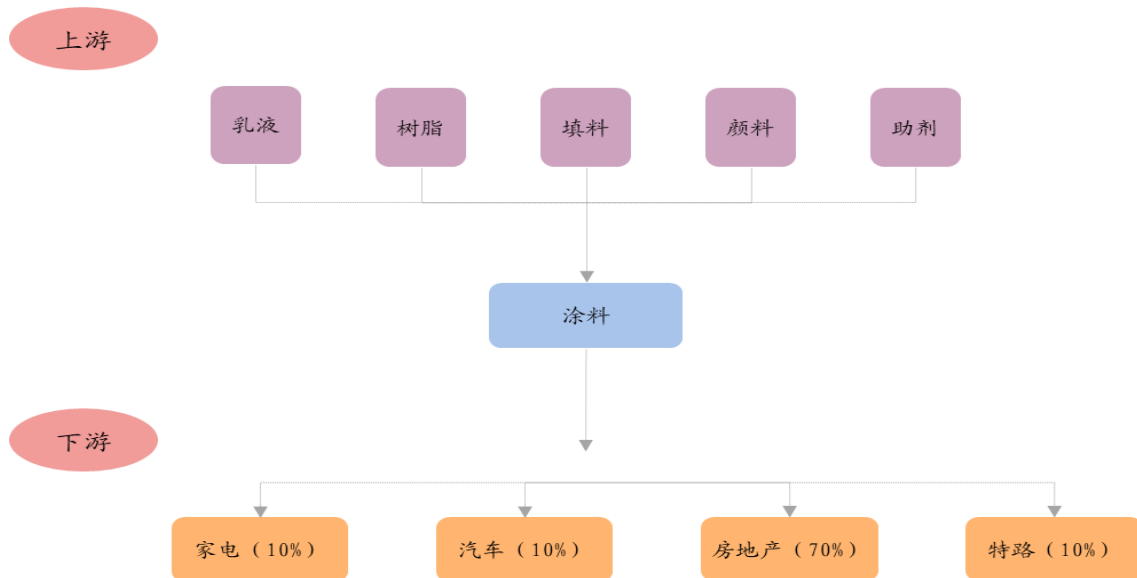 上游
乳液
树脂
填料
颜料
助剂
涂料
下游
家电（10%）
汽车（10%）
房地产（70%）
特路（10%）